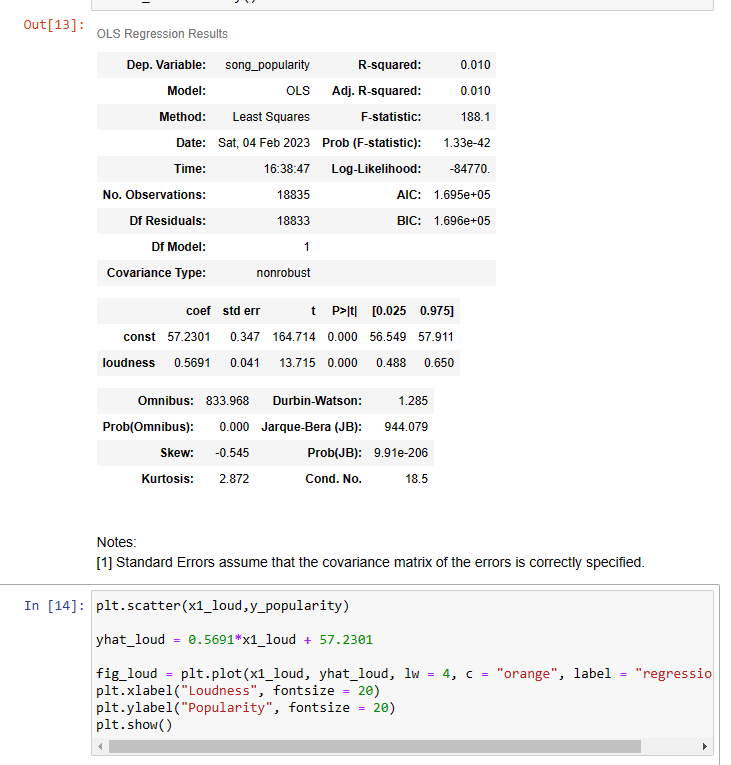 Out[13]:
OLS Regression Results
Dep. Variable: song_popularity R-squared: 0.010
Model: OLS Adj. R-squared: 0.010
Method: Least Squares F-statistic: 188.1
Date: Sat, 04 Feb 2023 Prob (F-statistic): 1.33e-42
Time: 16:38:47 Log-Likelihood: -84770.
No. Observations: 18835 AIC: 1.695e+05
Df Residuals: 18833 BIC: 1.696e+05
Df Model: 1
Covariance Type: nonrobust
coef std err t P>|t| [0.025 0.975]
const 57.2301 0.347 164.714 0.000 56.549 57.911
loudness 0.5691 0.041 13.715 0.000 0.488 0.650
Omnibus: 833.968 Durbin-Watson: 1.285
Prob(Omnibus): 0.000 Jarque-Bera (JB): 944.079
Skew: -0.545 Prob(JB): 9.91e-206
Kurtosis: 2.872 Cond. No. 18.5
Notes:
[1] Standard Errors assume that the covariance matrix of the errors is correctly specified.
In [14]: plt.scatter(x1_loud,y_popularity)
yhat_loud = 0.5691*x1_loud + 57.2301
fig_loud = plt.plot(x1_loud, yhat_loud, lw = 4, c = "orange", label = "regressio
plt.xlabel("Loudness", fontsize = 20)
plt.ylabel("Popularity", fontsize = 20)
plt.show()